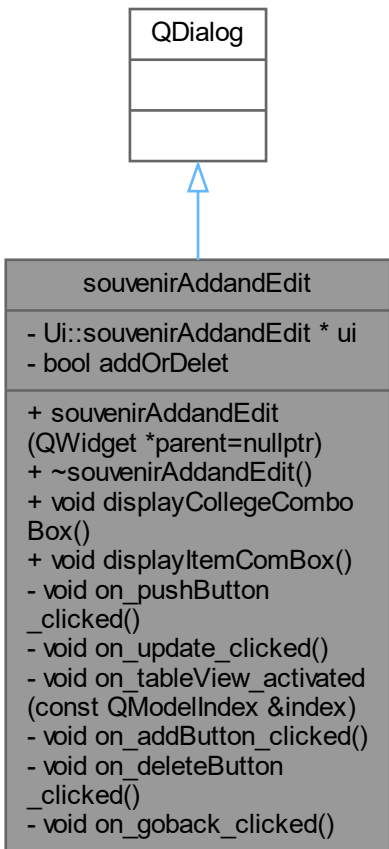 QDialog
souvenirAddandEdit
- Ui::souvenirAddandEdit * ui
- bool addOrDelet
+ souvenirAddandEdit
(QWidget *parent=nullptr)
+ ~souvenirAddandEdit()
+ void displayCollegeCombo
Box()
+ void displayItemComBox()
- void on_pushButton
_clicked()
- void on_update_clicked()
- void on_tableView_activated
(const QModelIndex &index)
- void on_addButton_clicked()
- void on_deleteButton
_clicked()
- void on_goback_clicked()